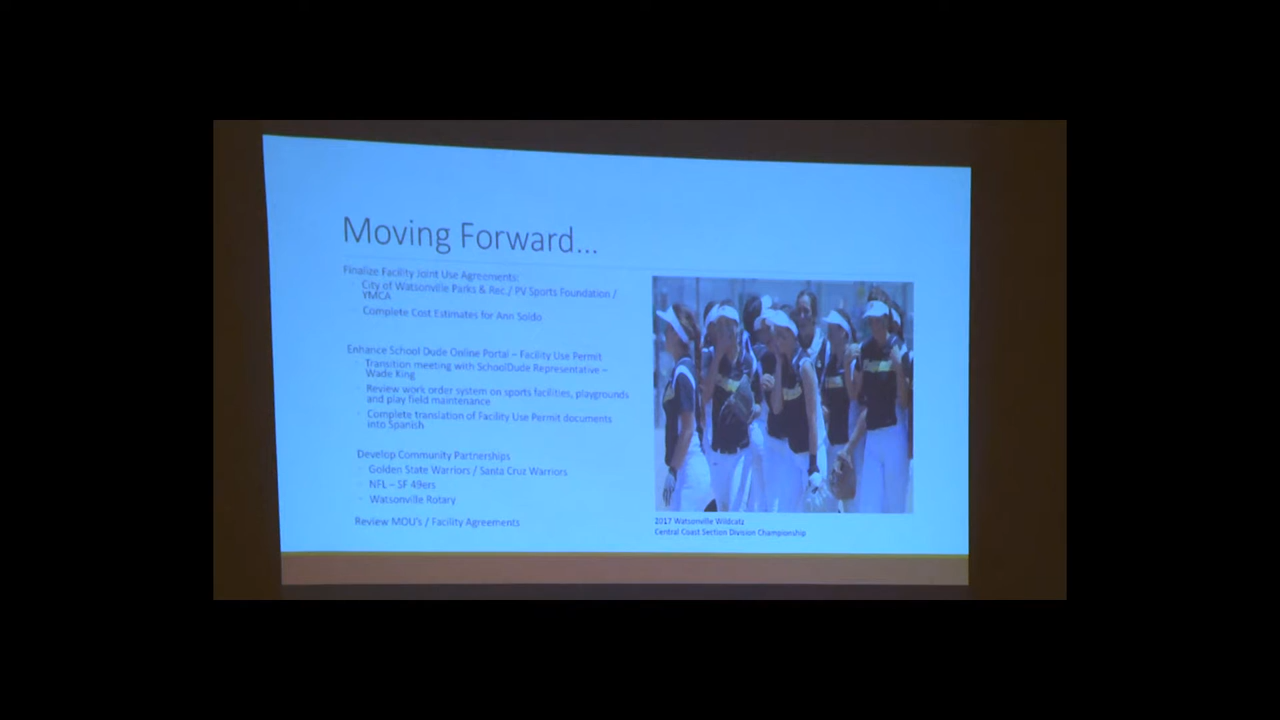 Moving Forward...
Finalize Facility Joint Use Agreements:
City of Watsonville Parks & Rec./ PV Sports Foundation /
YMCA
Complete Cost Estimates for Ann Soldo
Enhance School Dude Online Portal – Facility Use Permit
Transition meeting with SchoolDude Representative –
Wade King
Review work order system on sports facilities, playgrounds
and play field maintenance
Complete translation of Facility Use Permit documents
into Spanish
Develop Community Partnerships
Golden State Warriors / Santa Cruz Warriors
NFL – SF 49ers
Watsonville Rotary
Review MOU's / Facility Agreements
2017 Watsonville Wildcatz
Central Coast Section Division Championship